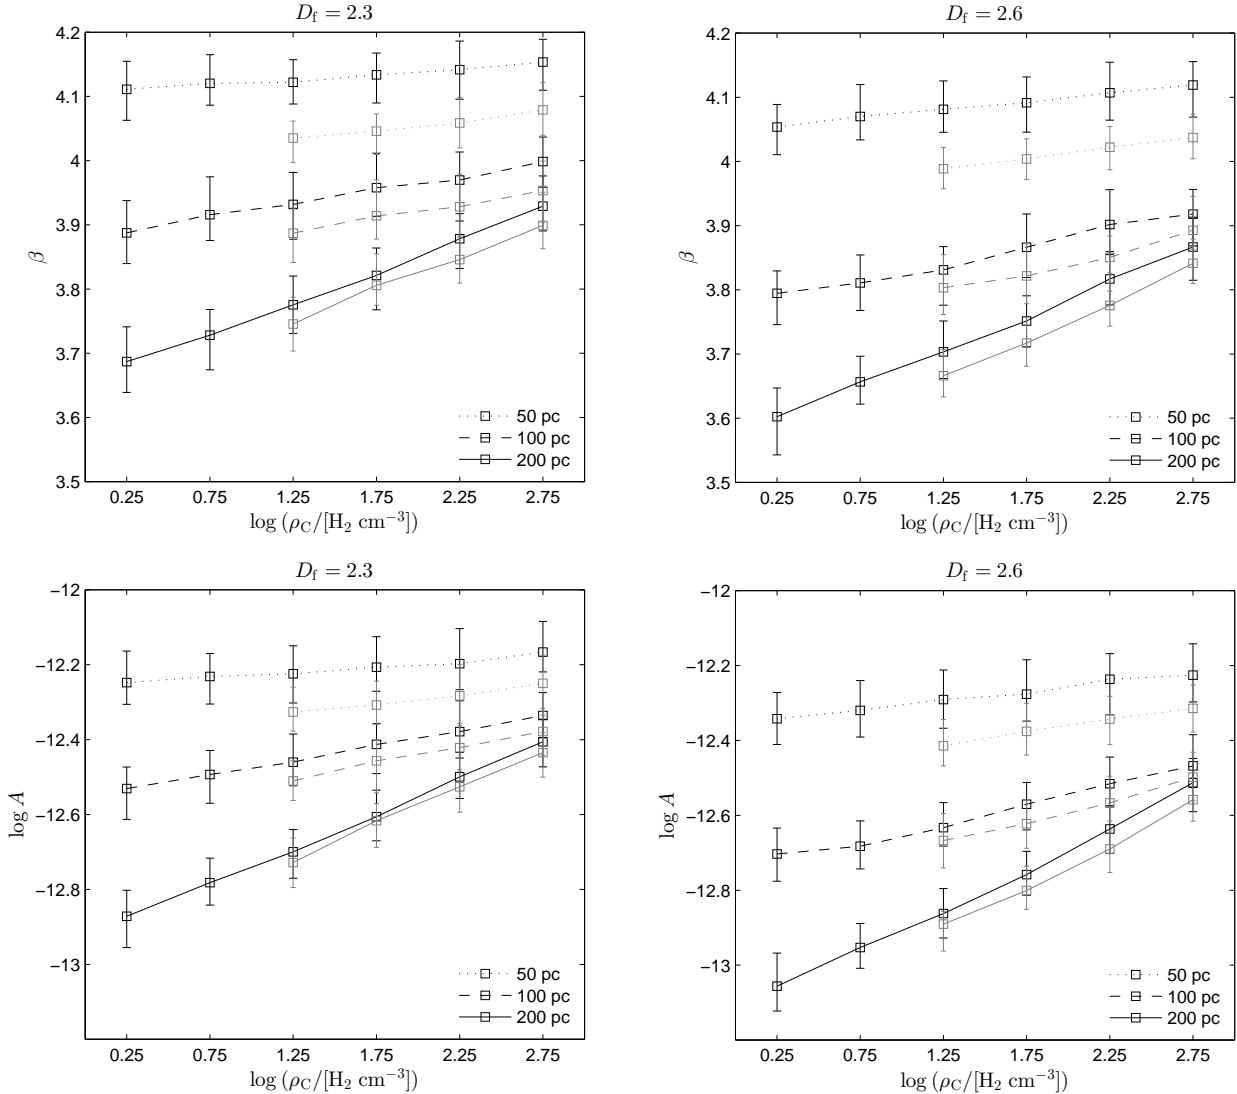 D_f = 2.3
4.2
4.1
4
3.9
3.8
3.7
3.6
3.5
β
0.25 0.75 1.25 1.75 2.25 2.75
log (ρ_C/[H₂ cm⁻³])
50 pc
100 pc
200 pc
D_f = 2.6
4.2
4.1
4
3.9
3.8
3.7
3.6
3.5
β
0.25 0.75 1.25 1.75 2.25 2.75
log (ρ_C/[H₂ cm⁻³])
50 pc
100 pc
200 pc
D_f = 2.3
−12
−12.2
−12.4
−12.6
−12.8
−13
log A
0.25 0.75 1.25 1.75 2.25 2.75
log (ρ_C/[H₂ cm⁻³])
50 pc
100 pc
200 pc
D_f = 2.6
−12
−12.2
−12.4
−12.6
−12.8
−13
log A
0.25 0.75 1.25 1.75 2.25 2.75
log (ρ_C/[H₂ cm⁻³])
50 pc
100 pc
200 pc